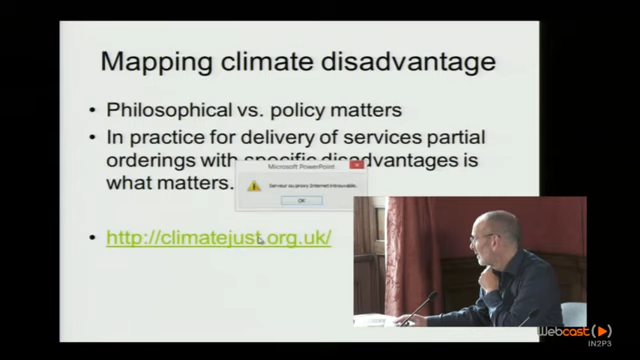 Mapping climate disadvantage
• Philosophical vs. policy matters
• In practice for delivery of services partial
orderings with specific disadvantages is
what matters.
Microsoft PowerPoint
Serveur ou proxy Internet introuvable.
OK
• http://climatejust.org.uk/
Webcast
IN2P3